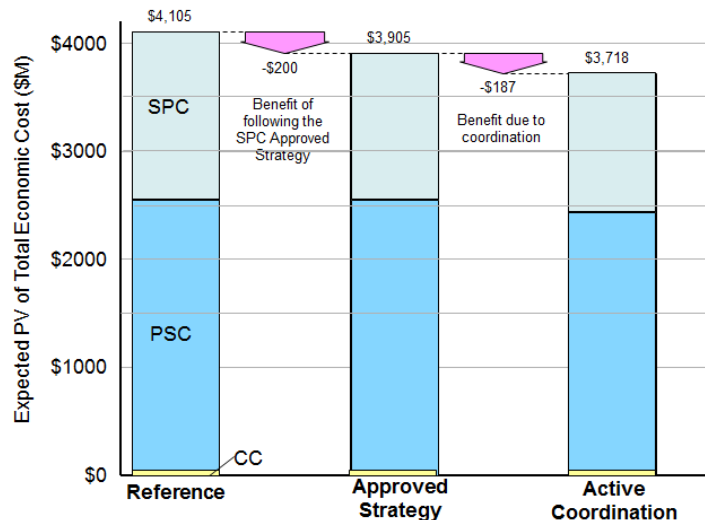 $4,105
$4000
-$200
$3,905
-$187
$3,718
SPC
Benefit of
following the
SPC Approved
Strategy
Benefit due to
coordination
$3000
Expected PV of Total Economic Cost ($M)
$2000
PSC
$1000
CC
$0
Reference
Approved
Strategy
Active
Coordination